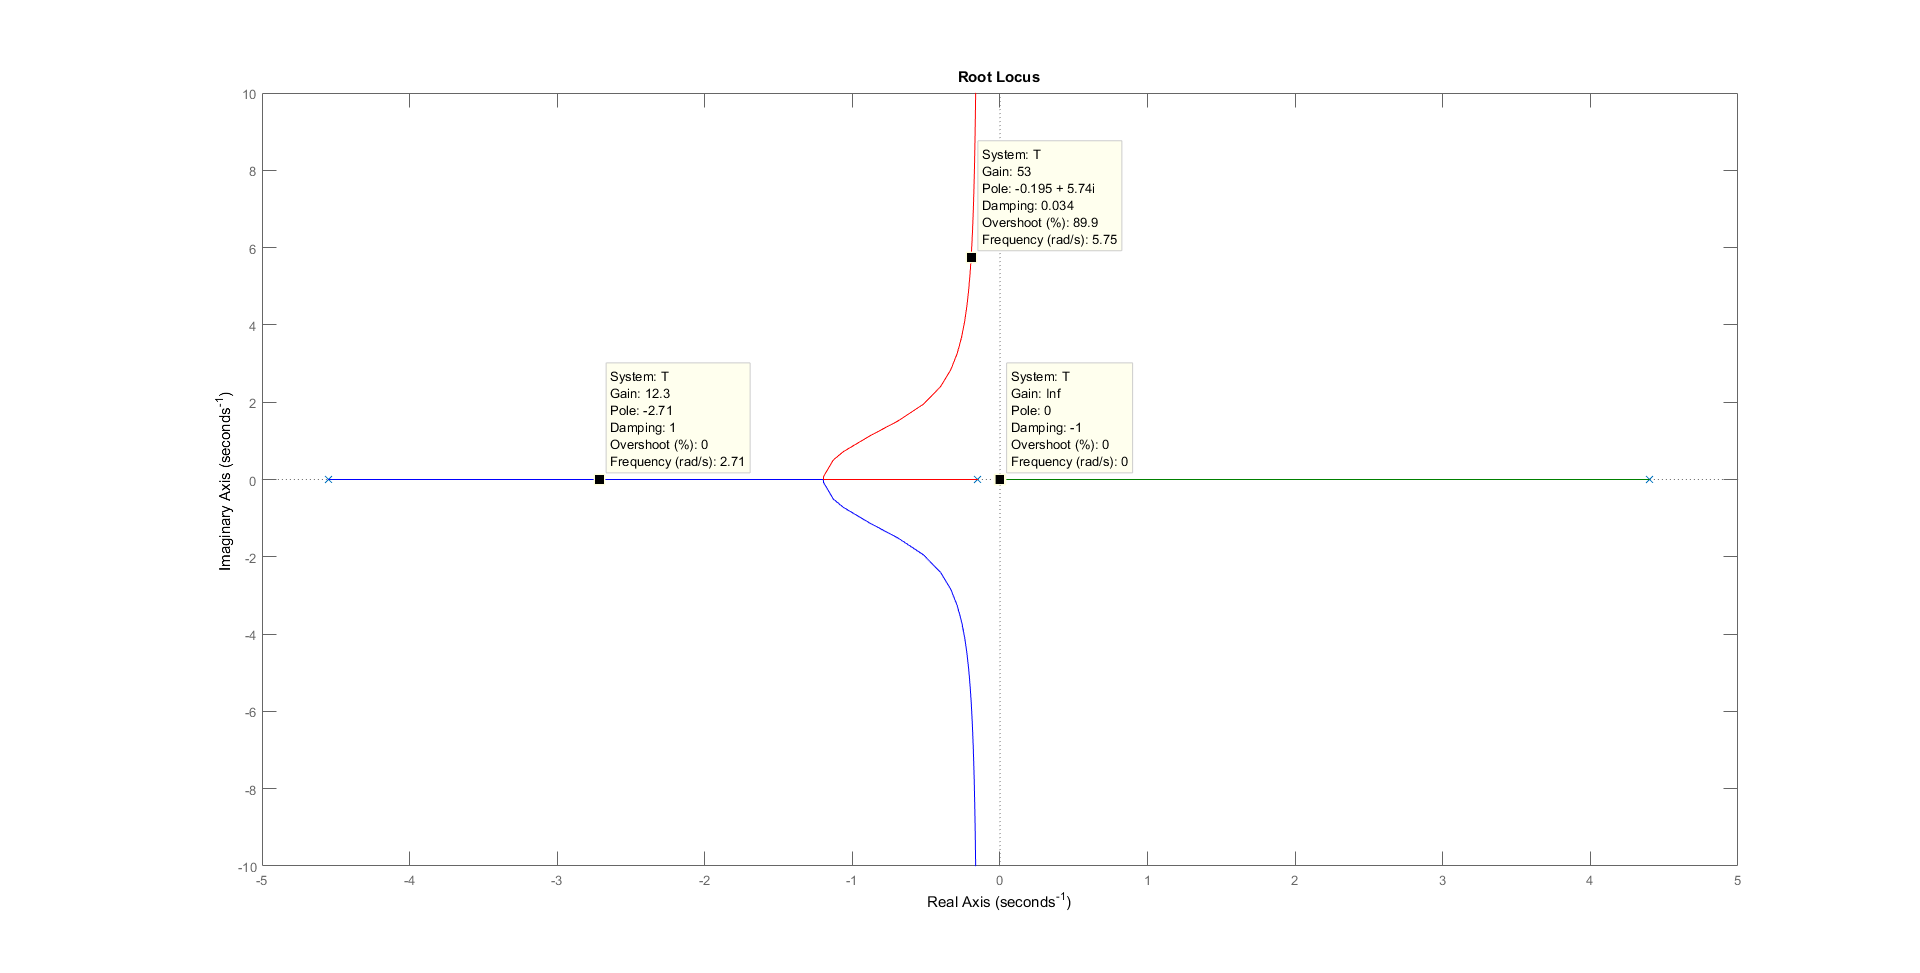 Root Locus
10
8
6
4
2
0
-2
-4
-6
-8
-10
Imaginary Axis (seconds-1)
System: T
Gain: 53
Pole: -0.195 + 5.74i
Damping: 0.034
Overshoot (%): 89.9
Frequency (rad/s): 5.75
System: T
Gain: 12.3
Pole: -2.71
Damping: 1
Overshoot (%): 0
Frequency (rad/s): 2.71
System: T
Gain: Inf
Pole: 0
Damping: -1
Overshoot (%): 0
Frequency (rad/s): 0
-5 -4 -3 -2 -1 0 1 2 3 4 5
Real Axis (seconds-1)